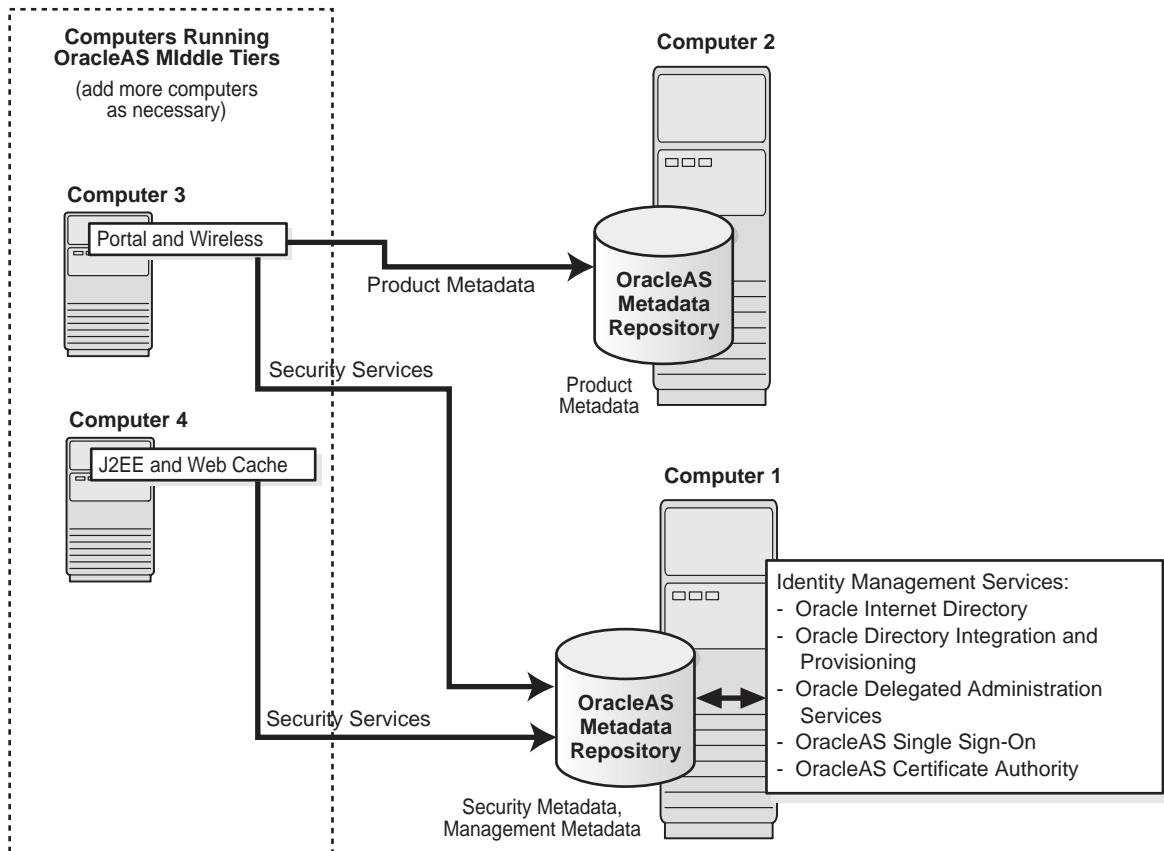 Computers Running
OracleAS MIddle Tiers
(add more computers
as necessary)
Computer 2
Computer 3
Portal and Wireless
Product Metadata
OracleAS
Metadata
Repository
Product
Metadata
Security Services
Computer 4
J2EE and Web Cache
Computer 1
Identity Management Services:
- Oracle Internet Directory
- Oracle Directory Integration and
Provisioning
- Oracle Delegated Administration
Services
- OracleAS Single Sign-On
- OracleAS Certificate Authority
OracleAS
Metadata
Repository
Security Services
Security Metadata,
Management Metadata